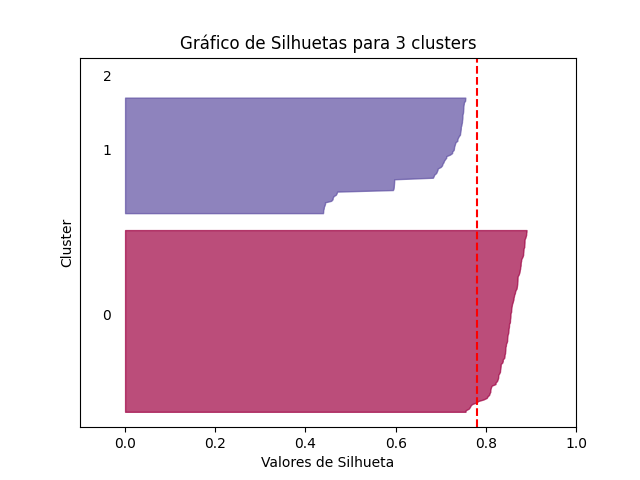 Gráfico de Silhuetas para 3 clusters
2
1
0
Cluster
0.0 0.2 0.4 0.6 0.8 1.0
Valores de Silhueta